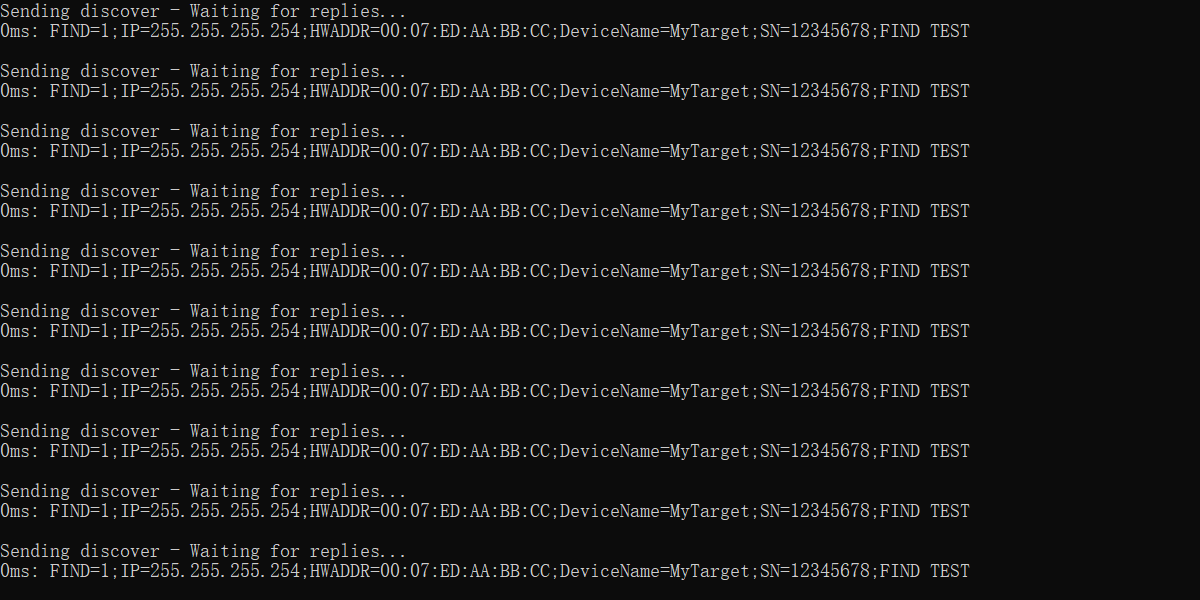 Sending discover - Waiting for replies...
0ms: FIND=1;IP=255.255.255.254;HWADDR=00:07:ED:AA:BB:CC;DeviceName=MyTarget;SN=12345678;FIND TEST
Sending discover - Waiting for replies...
0ms: FIND=1;IP=255.255.255.254;HWADDR=00:07:ED:AA:BB:CC;DeviceName=MyTarget;SN=12345678;FIND TEST
Sending discover - Waiting for replies...
0ms: FIND=1;IP=255.255.255.254;HWADDR=00:07:ED:AA:BB:CC;DeviceName=MyTarget;SN=12345678;FIND TEST
Sending discover - Waiting for replies...
0ms: FIND=1;IP=255.255.255.254;HWADDR=00:07:ED:AA:BB:CC;DeviceName=MyTarget;SN=12345678;FIND TEST
Sending discover - Waiting for replies...
0ms: FIND=1;IP=255.255.255.254;HWADDR=00:07:ED:AA:BB:CC;DeviceName=MyTarget;SN=12345678;FIND TEST
Sending discover - Waiting for replies...
0ms: FIND=1;IP=255.255.255.254;HWADDR=00:07:ED:AA:BB:CC;DeviceName=MyTarget;SN=12345678;FIND TEST
Sending discover - Waiting for replies...
0ms: FIND=1;IP=255.255.255.254;HWADDR=00:07:ED:AA:BB:CC;DeviceName=MyTarget;SN=12345678;FIND TEST
Sending discover - Waiting for replies...
0ms: FIND=1;IP=255.255.255.254;HWADDR=00:07:ED:AA:BB:CC;DeviceName=MyTarget;SN=12345678;FIND TEST
Sending discover - Waiting for replies...
0ms: FIND=1;IP=255.255.255.254;HWADDR=00:07:ED:AA:BB:CC;DeviceName=MyTarget;SN=12345678;FIND TEST
Sending discover - Waiting for replies...
0ms: FIND=1;IP=255.255.255.254;HWADDR=00:07:ED:AA:BB:CC;DeviceName=MyTarget;SN=12345678;FIND TEST